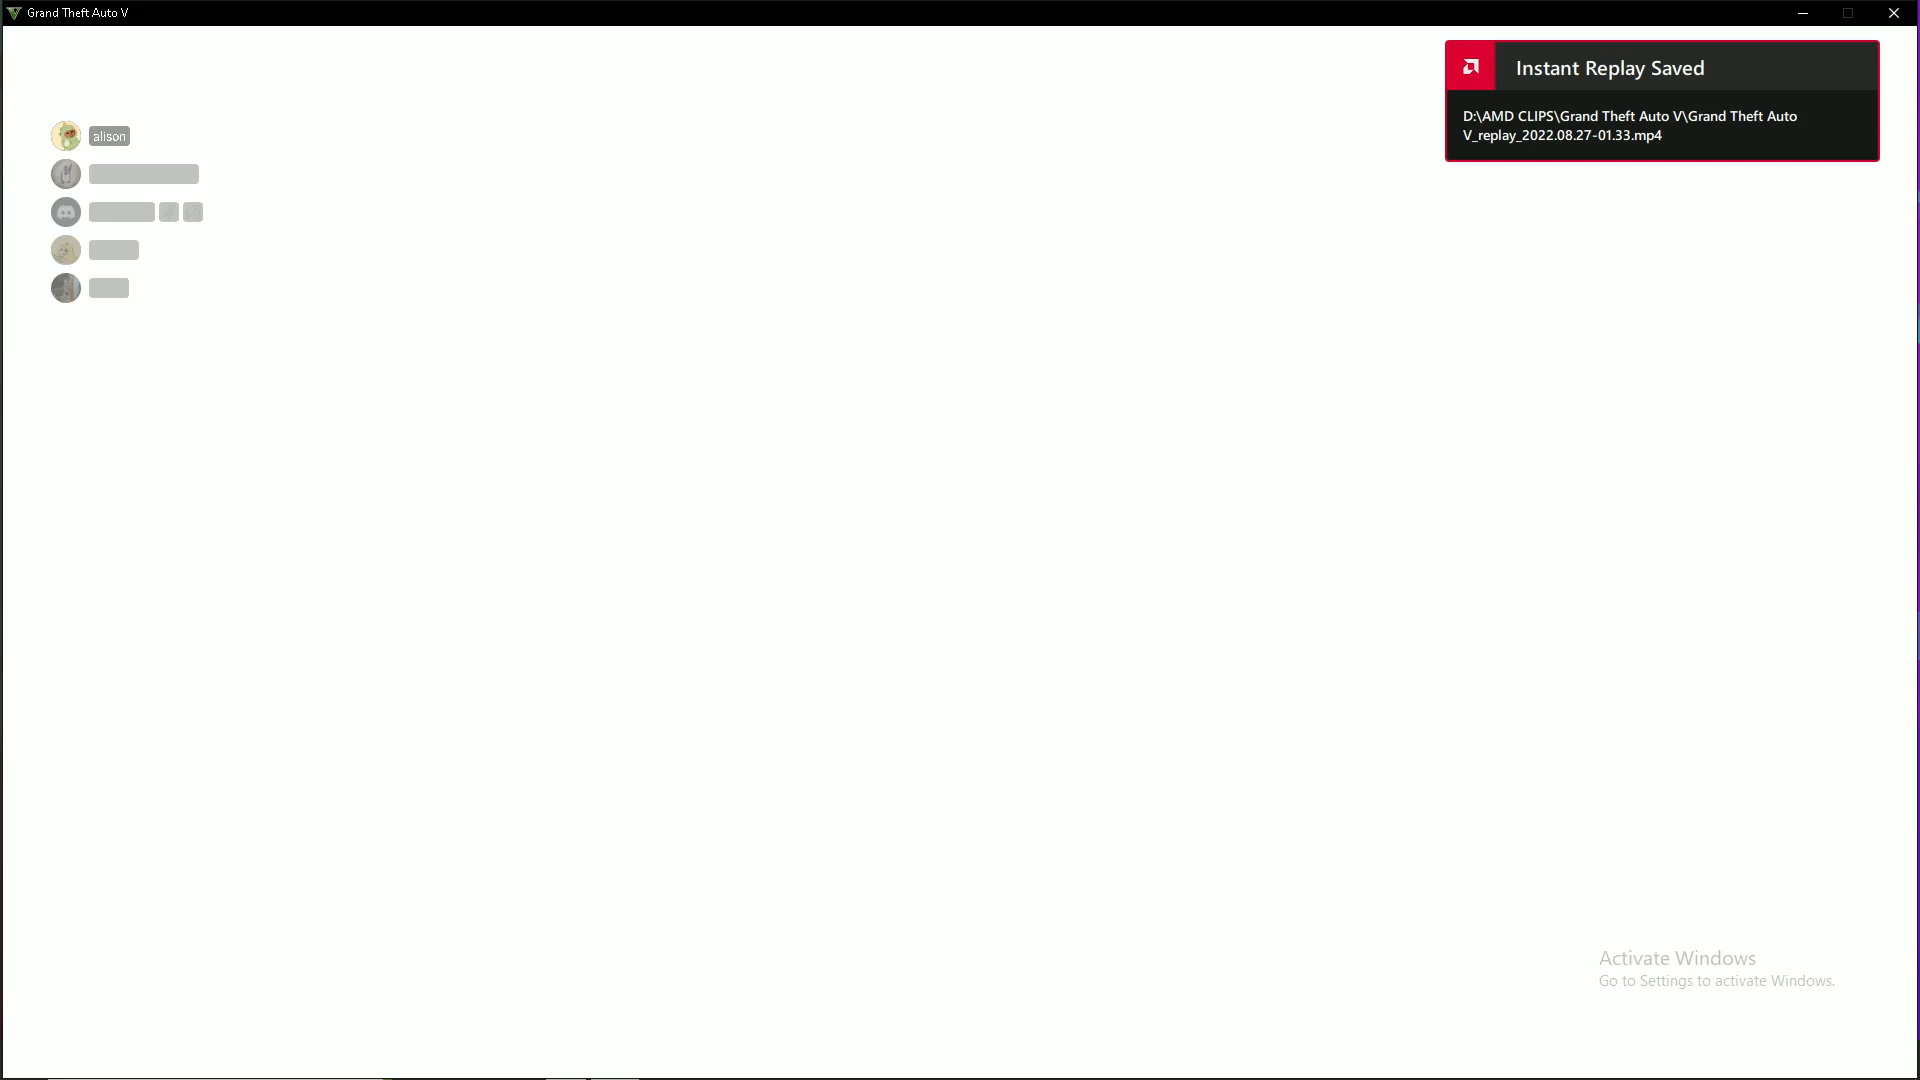 Grand Theft Auto V
Instant Replay Saved
D:\AMD CLIPS\Grand Theft Auto V\Grand Theft Auto
V_replay_2022.08.27-01.33.mp4
alison
Activate Windows
Go to Settings to activate Windows.